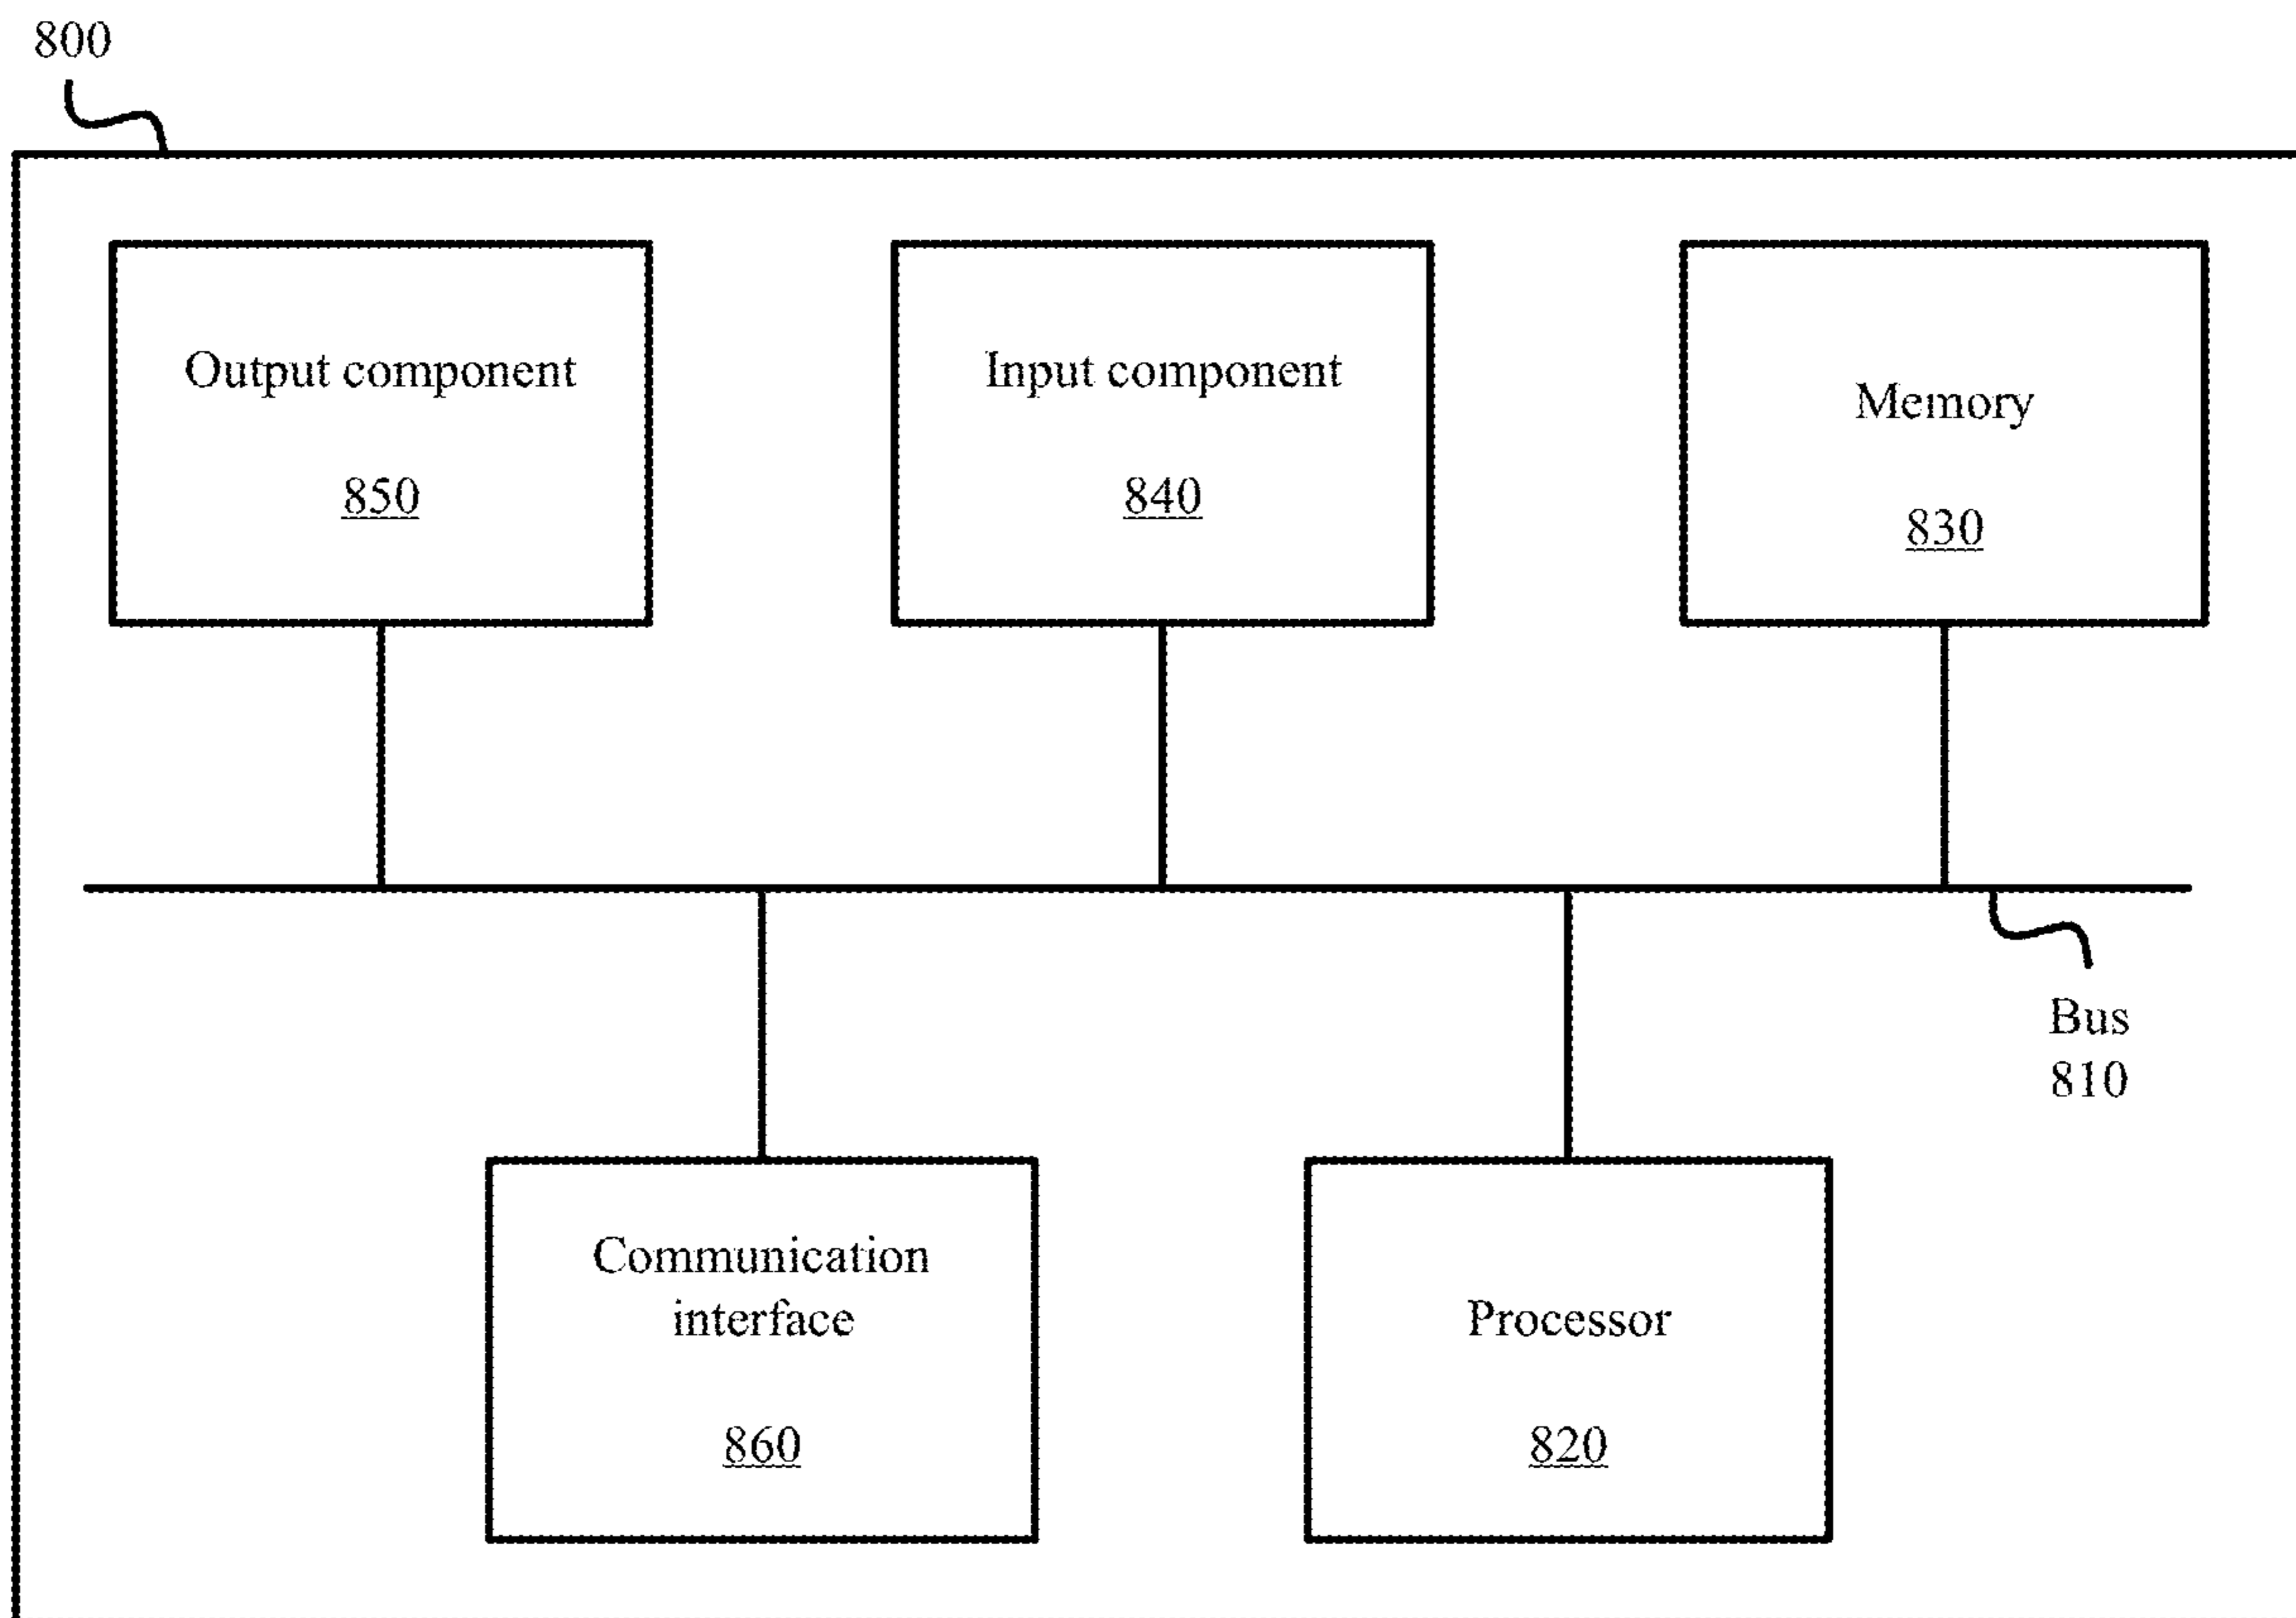 800
Output component
850
Input component
840
Memory
830
Bus
810
Communication
interface
860
Processor
820